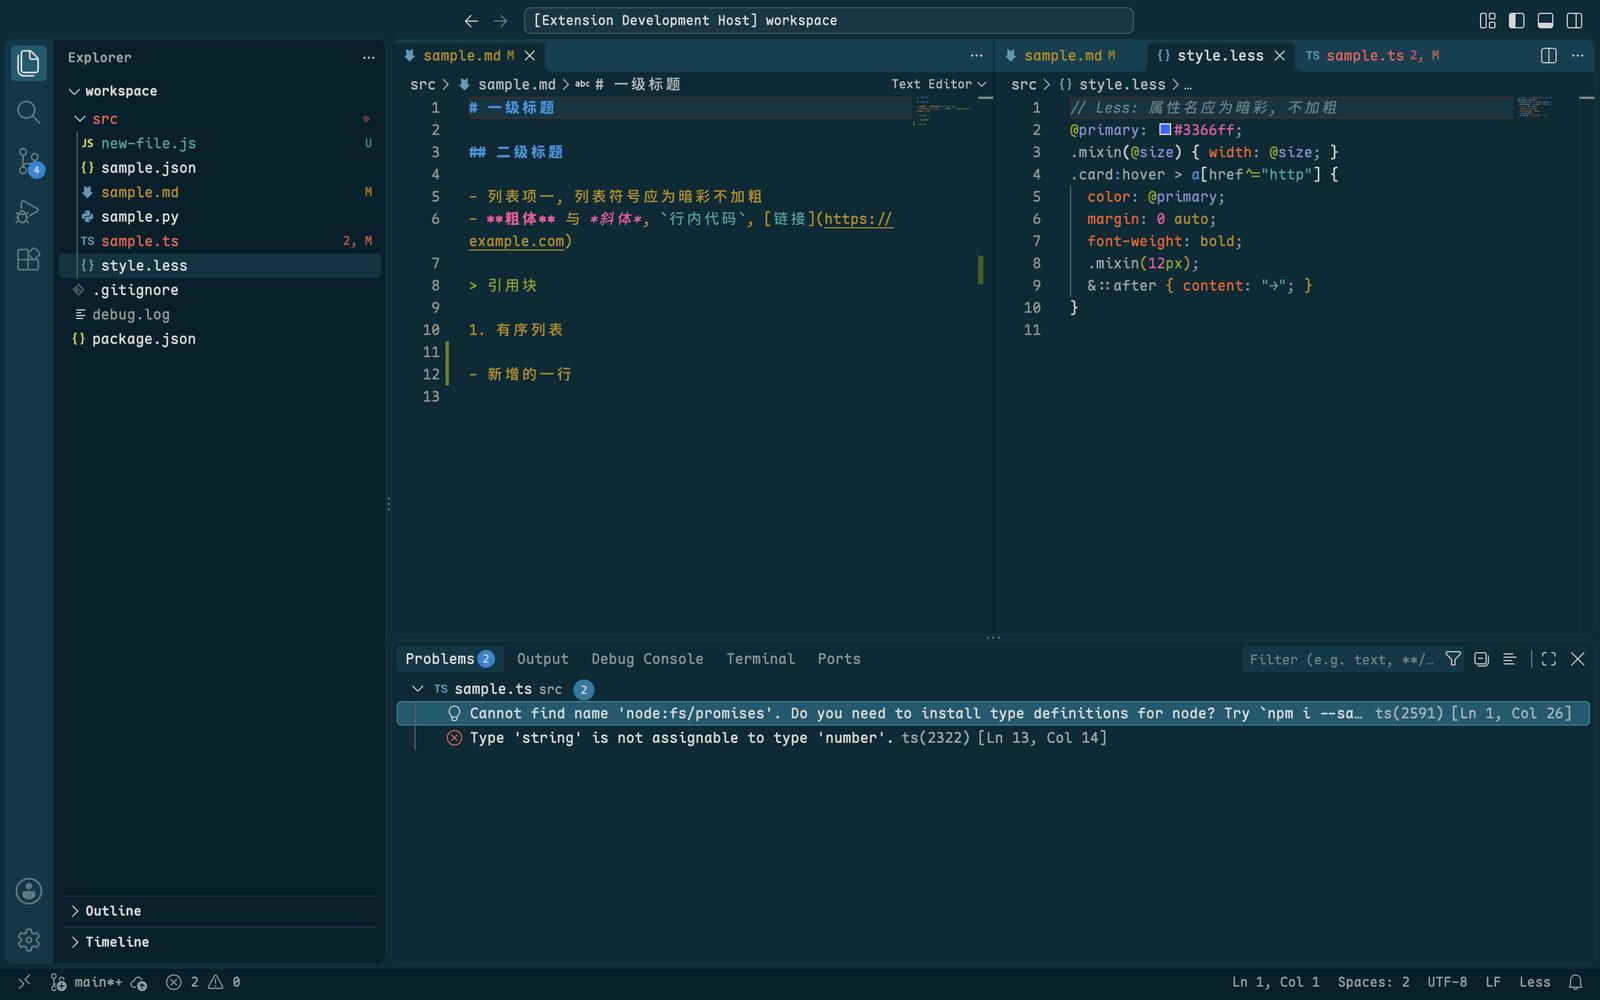 [Extension Development Host] workspace
Explorer
workspace
src
JS new-file.js U
{} sample.json
sample.md M
sample.py
TS sample.ts 2, M
{} style.less
.gitignore
debug.log
{} package.json
Outline
Timeline
4
sample.md M
src > sample.md > abc # 一级标题
Text Editor
1 # 一级标题
2
3 ## 二级标题
4
5 - 列表项一, 列表符号应为暗彩不加粗
6 - **粗体** 与 *斜体*, `行内代码`, [链接](https://
example.com)
7
8 > 引用块
9
10 1. 有序列表
11
12 - 新增的一行
13
sample.md M
{} style.less
TS sample.ts 2, M
src > {} style.less > …
1 // Less: 属性名应为暗彩, 不加粗
2 @primary: #3366ff;
3 .mixin(@size) { width: @size; }
4 .card:hover > a[href^="http"] {
5 color: @primary;
6 margin: 0 auto;
7 font-weight: bold;
8 .mixin(12px);
9 &::after { content: "→"; }
10 }
11
Problems 2 Output Debug Console Terminal Ports
Filter (e.g. text, **/…
TS sample.ts src 2
Cannot find name 'node:fs/promises'. Do you need to install type definitions for node? Try `npm i --sa… ts(2591) [Ln 1, Col 26]
Type 'string' is not assignable to type 'number'. ts(2322) [Ln 13, Col 14]
main*+ 2 0
Ln 1, Col 1 Spaces: 2 UTF-8 LF Less